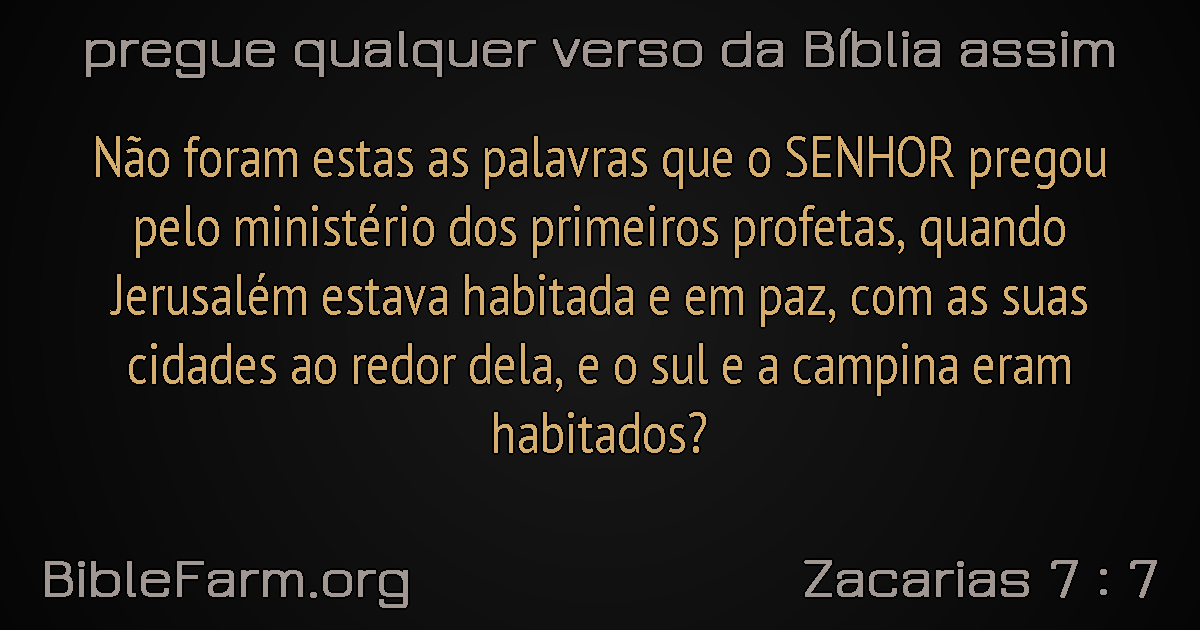 pregue qualquer verso da Bíblia assim
Não foram estas as palavras que o SENHOR pregou
pelo ministério dos primeiros profetas, quando
Jerusalém estava habitada e em paz, com as suas
cidades ao redor dela, e o sul e a campina eram
habitados?
BibleFarm.org
Zacarias 7 : 7